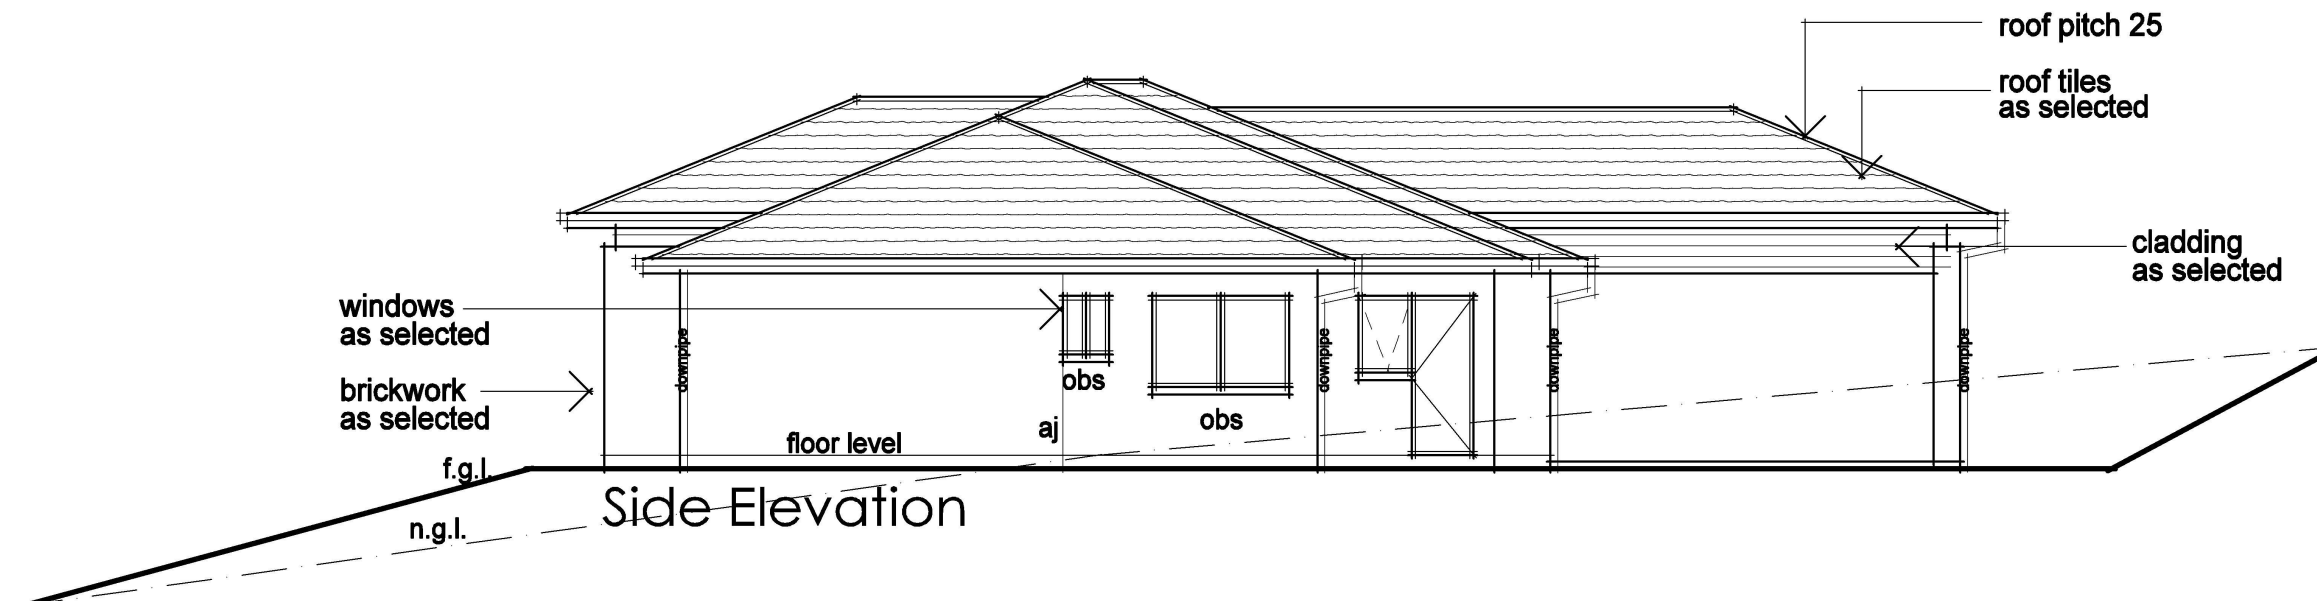 roof pitch 25
roof tiles
as selected
cladding
as selected
windows
as selected
brickwork
as selected
downpipe
downpipe
downpipe
downpipe
obs
obs
aj
floor level
f.g.l.
n.g.l.
Side Elevation